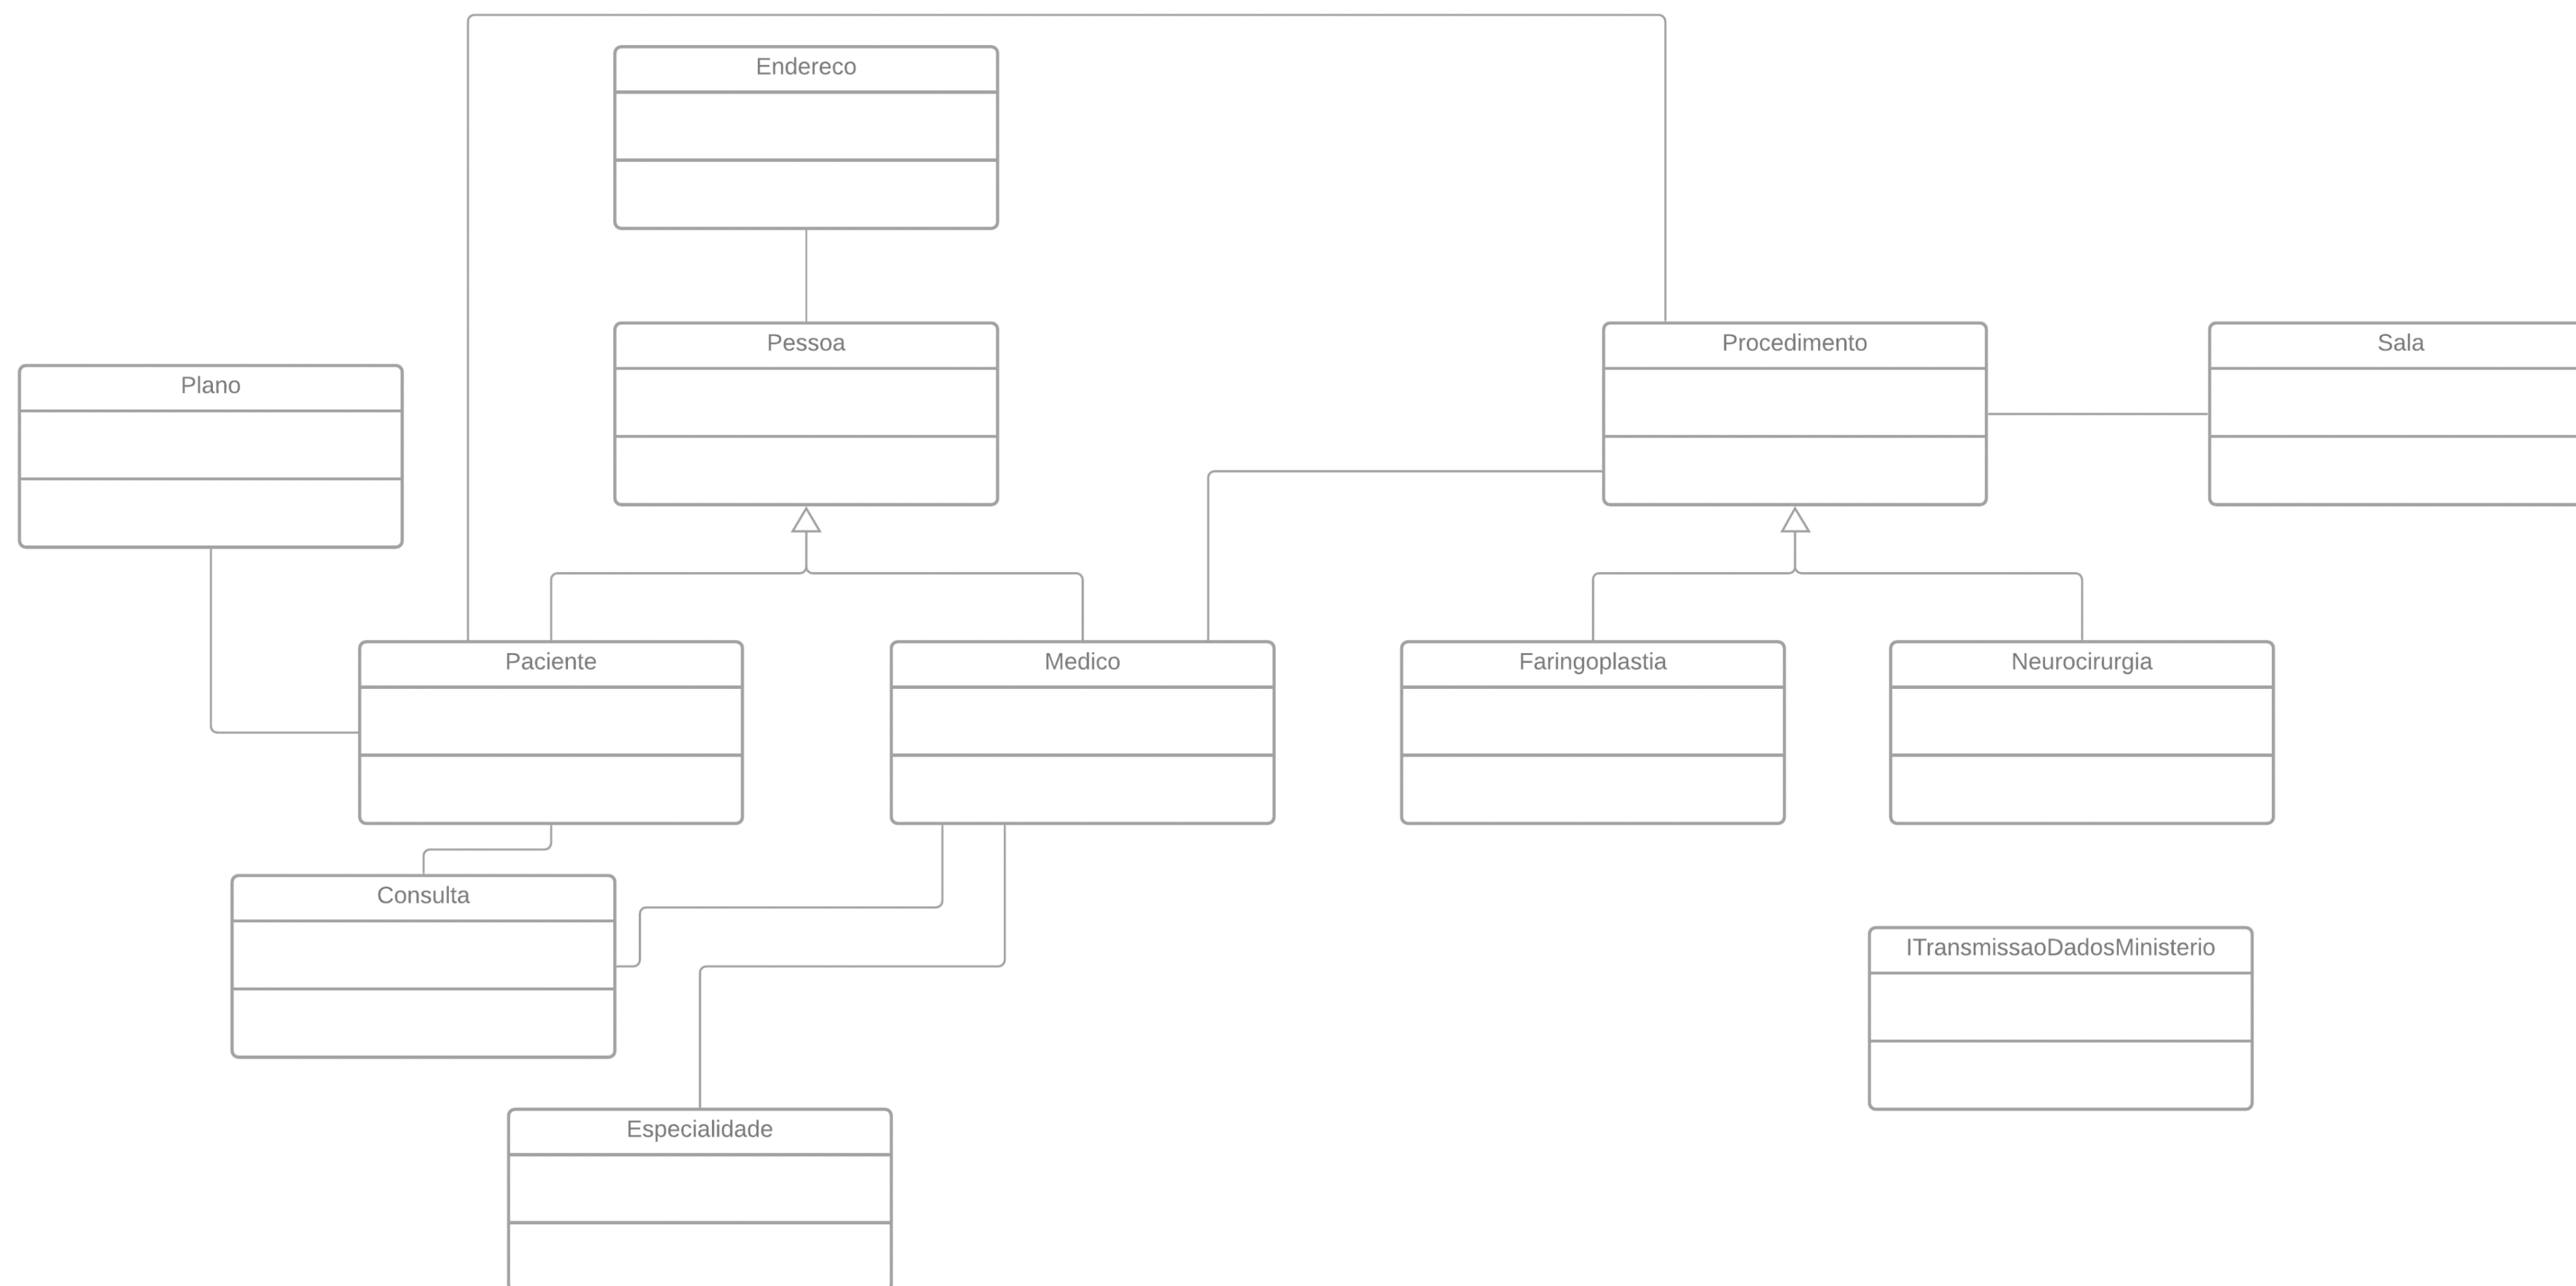 Endereco
Pessoa
Procedimento
Sala
Plano
Paciente
Medico
Faringoplastia
Neurocirurgia
Consulta
ITransmissaoDadosMinisterio
Especialidade